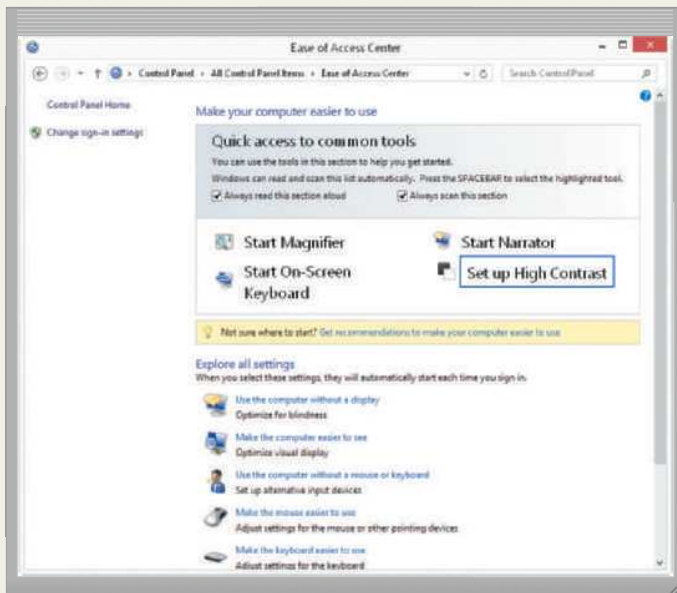 Ease of Access Center
Control Panel › All Control Panel Items › Ease of Access Center
Search Control Panel
Control Panel Home
Change sign-in settings
Make your computer easier to use
Quick access to common tools
You can use the tools in this section to help you get started.
Windows can read and scan this list automatically. Press the SPACEBAR to select the highlighted tool.
Always read this section aloud
Always scan this section
Start Magnifier
Start Narrator
Start On-Screen
Keyboard
Set up High Contrast
Not sure where to start? Get recommendations to make your computer easier to use
Explore all settings
When you select these settings, they will automatically start each time you sign in.
Use the computer without a display
Optimize for blindness
Make the computer easier to see
Optimize visual display
Use the computer without a mouse or keyboard
Set up alternative input devices
Make the mouse easier to use
Adjust settings for the mouse or other pointing devices
Make the keyboard easier to use
Adjust settings for the keyboard